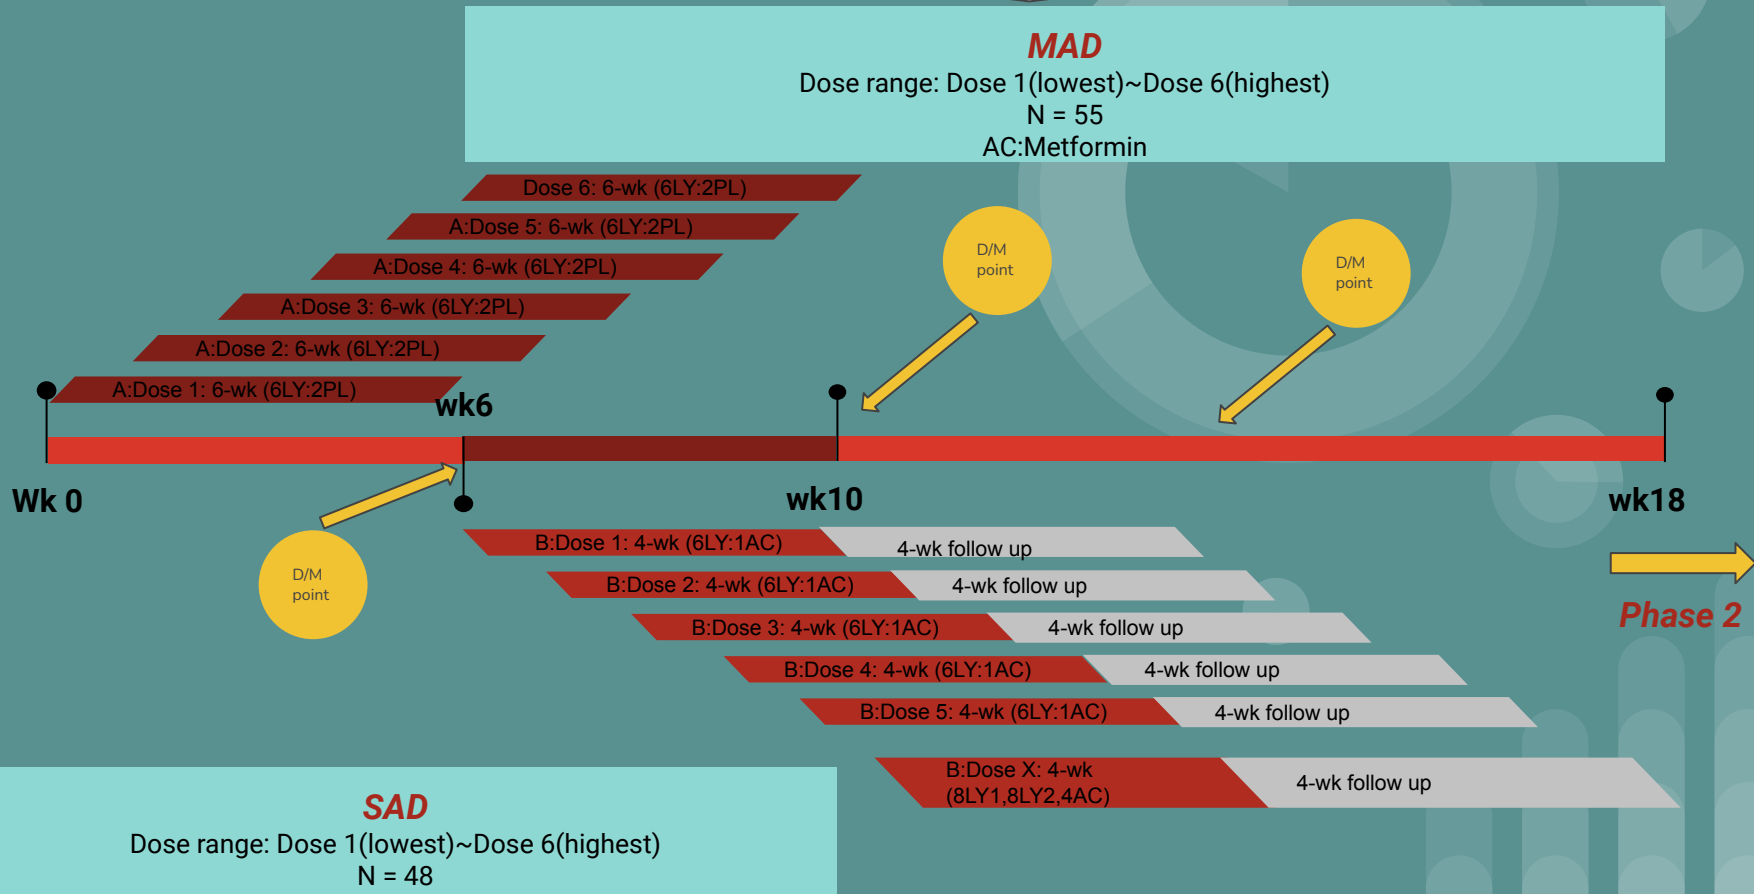 MAD
Dose range: Dose 1(lowest)~Dose 6(highest)
N = 55
AC:Metformin
Dose 6: 6-wk (6LY:2PL)
A:Dose 5: 6-wk (6LY:2PL)
A:Dose 4: 6-wk (6LY:2PL)
A:Dose 3: 6-wk (6LY:2PL)
A:Dose 2: 6-wk (6LY:2PL)
A:Dose 1: 6-wk (6LY:2PL)
D/M
point
D/M
point
wk6
Wk 0
wk10
wk18
D/M
point
B:Dose 1: 4-wk (6LY:1AC)
4-wk follow up
B:Dose 2: 4-wk (6LY:1AC)
4-wk follow up
B:Dose 3: 4-wk (6LY:1AC)
4-wk follow up
B:Dose 4: 4-wk (6LY:1AC)
4-wk follow up
B:Dose 5: 4-wk (6LY:1AC)
4-wk follow up
B:Dose X: 4-wk
(8LY1,8LY2,4AC)
4-wk follow up
Phase 2
SAD
Dose range: Dose 1(lowest)~Dose 6(highest)
N = 48